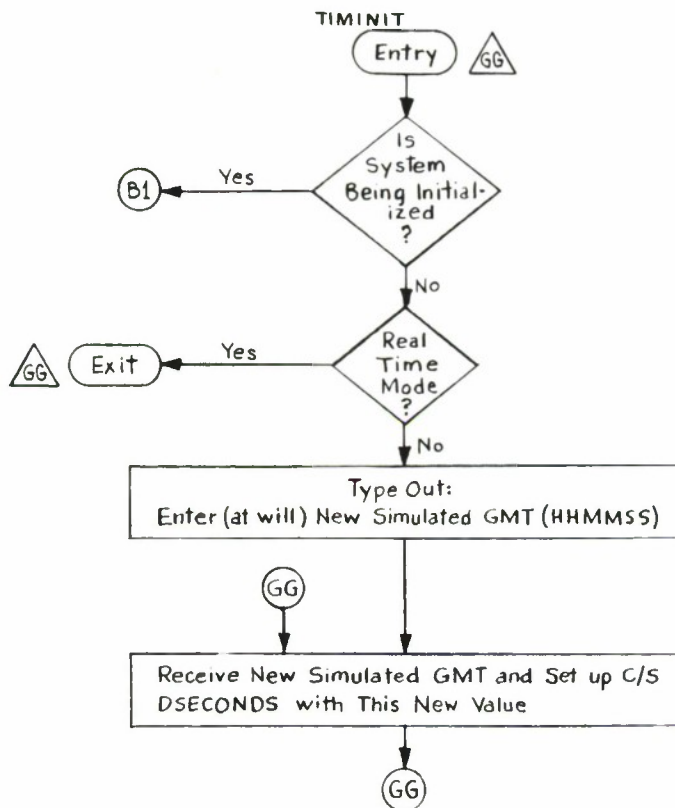 TIMINIT
Entry
GG
Is
System
Being Initial-
ized
?
Yes
B1
No
Real
Time
Mode
?
Yes
Exit
GG
No
Type Out:
Enter (at will) New Simulated GMT (HHMMSS)
GG
Receive New Simulated GMT and Set up C/S
DSECONDS with This New Value
GG